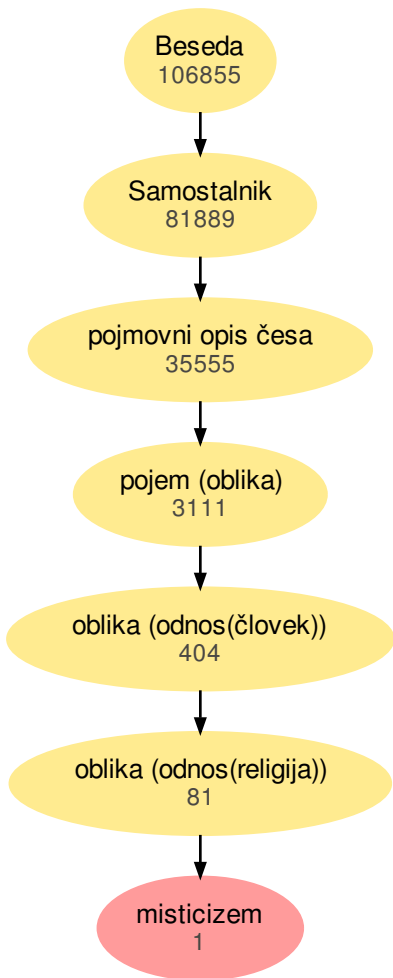 Beseda
106855
Samostalnik
81889
pojmovni opis česa
35555
pojem (oblika)
3111
oblika (odnos(človek))
404
oblika (odnos(religija))
81
misticizem
1